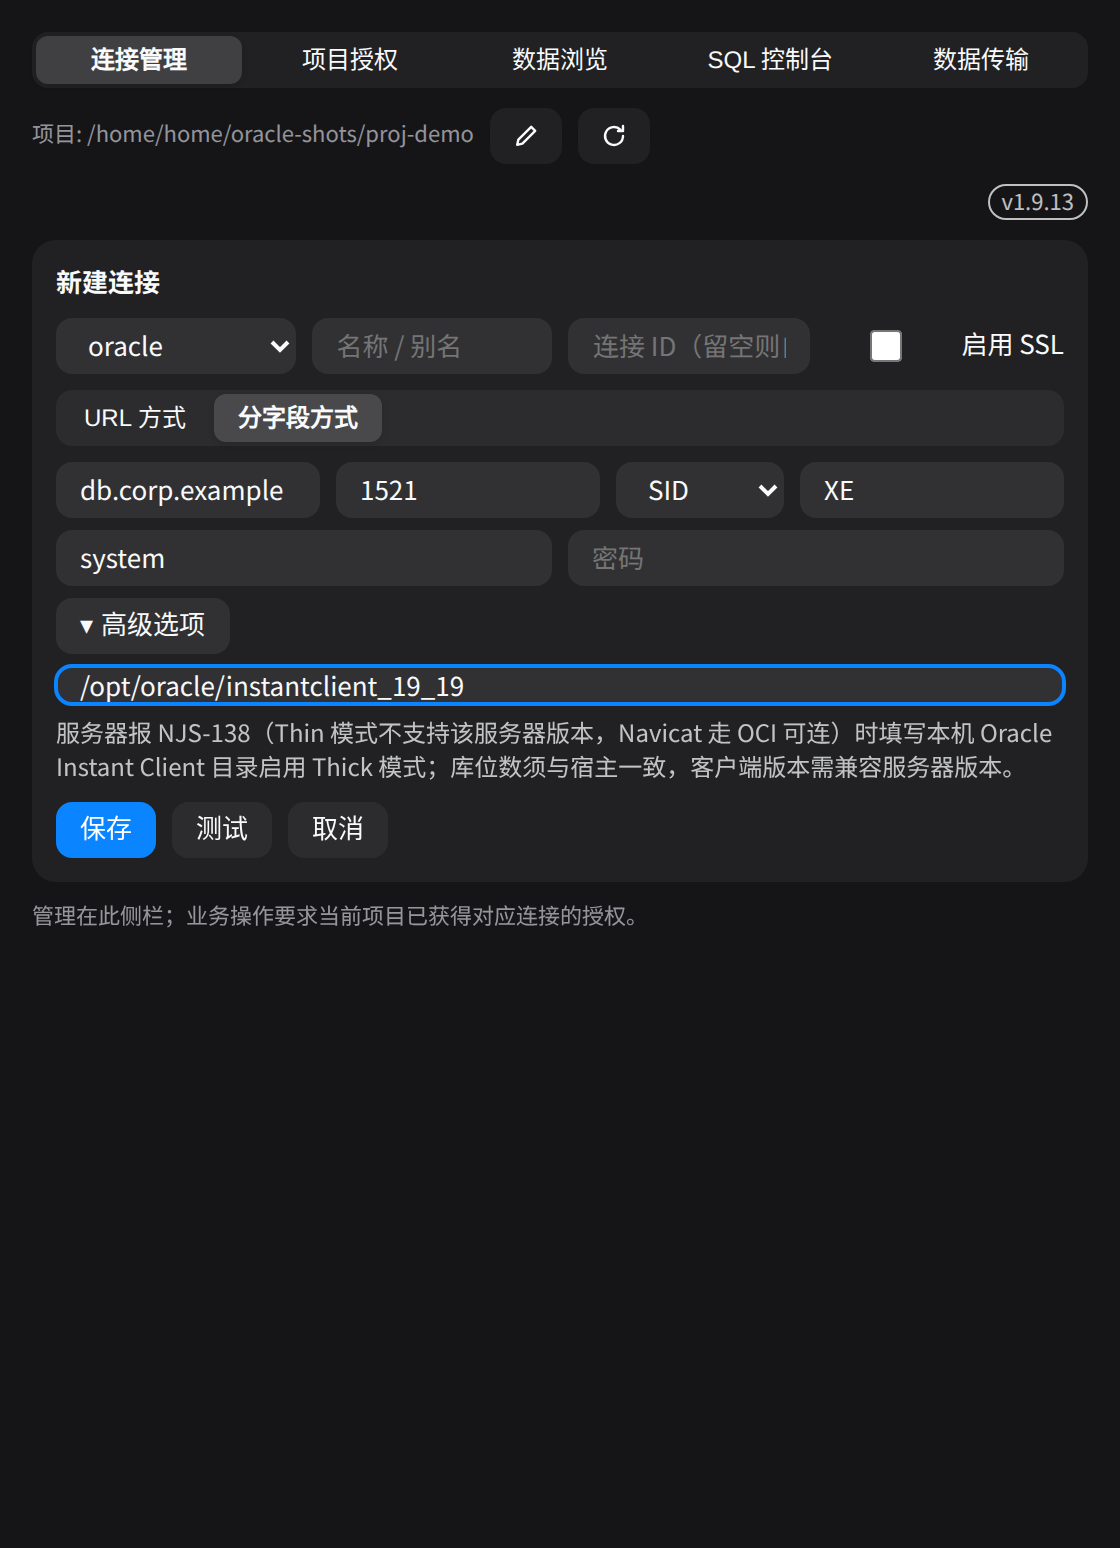 连接管理 项目授权 数据浏览 SQL 控制台 数据传输
项目: /home/home/oracle-shots/proj-demo
v1.9.13
新建连接
oracle 名称 / 别名 连接 ID（留空则 启用 SSL
URL 方式 分字段方式
db.corp.example 1521 SID XE
system 密码
▾ 高级选项
/opt/oracle/instantclient_19_19
服务器报 NJS-138（Thin 模式不支持该服务器版本，Navicat 走 OCI 可连）时填写本机 Oracle
Instant Client 目录启用 Thick 模式；库位数须与宿主一致，客户端版本需兼容服务器版本。
保存 测试 取消
管理在此侧栏；业务操作要求当前项目已获得对应连接的授权。